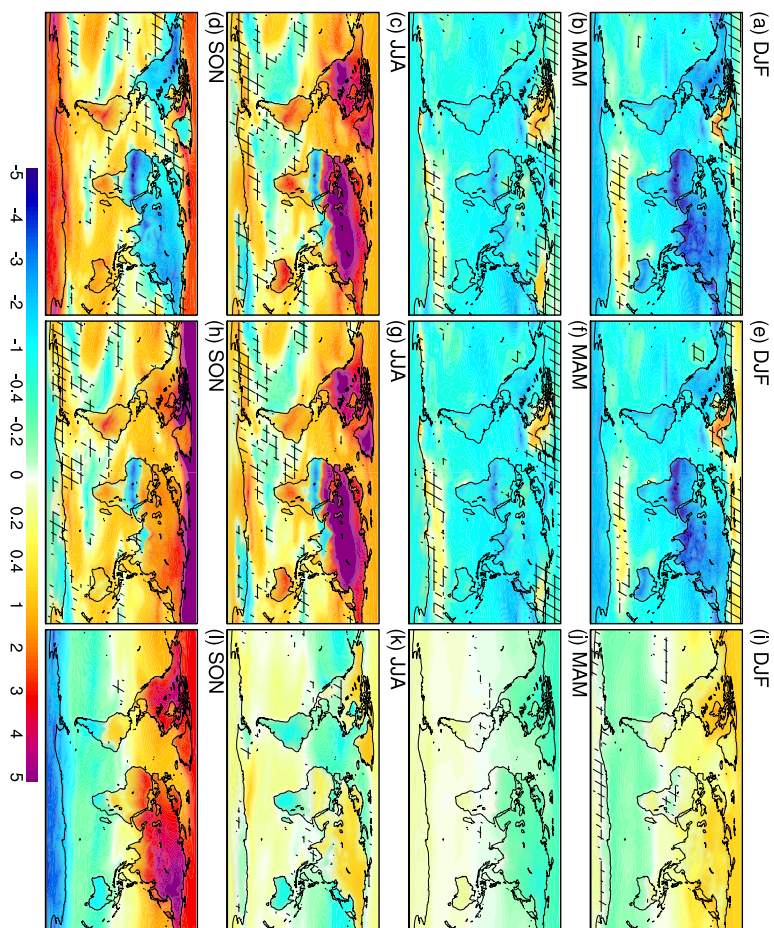 (a) DJF (e) DJF (i) DJF
(b) MAM (f) MAM (j) MAM
(c) JJA (g) JJA (k) JJA
(d) SON (h) SON (l) SON
-5 -4 -3 -2 -1 -0.4 -0.2 0 0.2 0.4 1 2 3 4 5